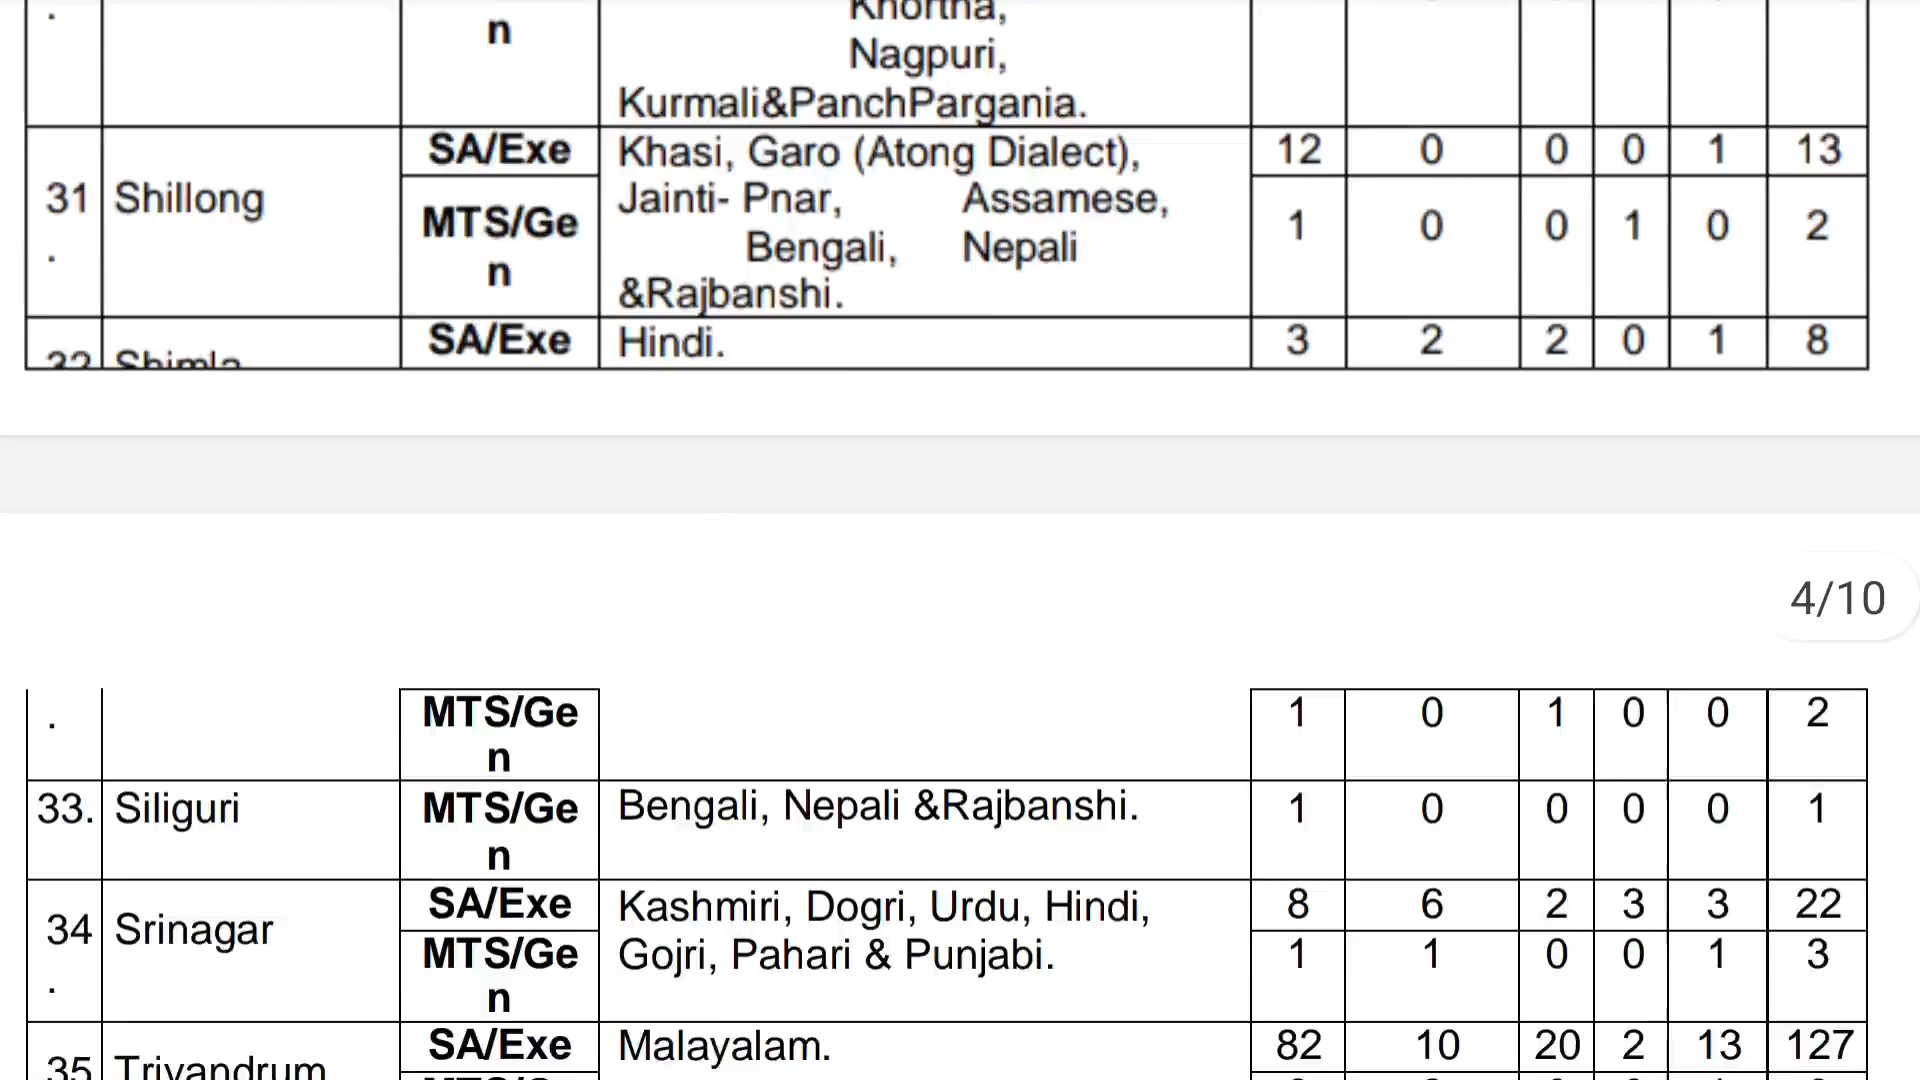 . n Khortha,
Nagpuri,
Kurmali&PanchPargania.
SA/Exe Khasi, Garo (Atong Dialect), 12 0 0 0 1 13
31 Shillong Jainti- Pnar, Assamese,
. MTS/Ge Bengali, Nepali 1 0 0 1 0 2
n &Rajbanshi.
32 Shimla SA/Exe Hindi. 3 2 2 0 1 8
4/10
. MTS/Ge 1 0 1 0 0 2
n
33. Siliguri MTS/Ge Bengali, Nepali &Rajbanshi. 1 0 0 0 0 1
n
SA/Exe Kashmiri, Dogri, Urdu, Hindi, 8 6 2 3 3 22
34 Srinagar MTS/Ge Gojri, Pahari & Punjabi. 1 1 0 0 1 3
. n
35 Trivandrum SA/Exe Malayalam. 82 10 20 2 13 127